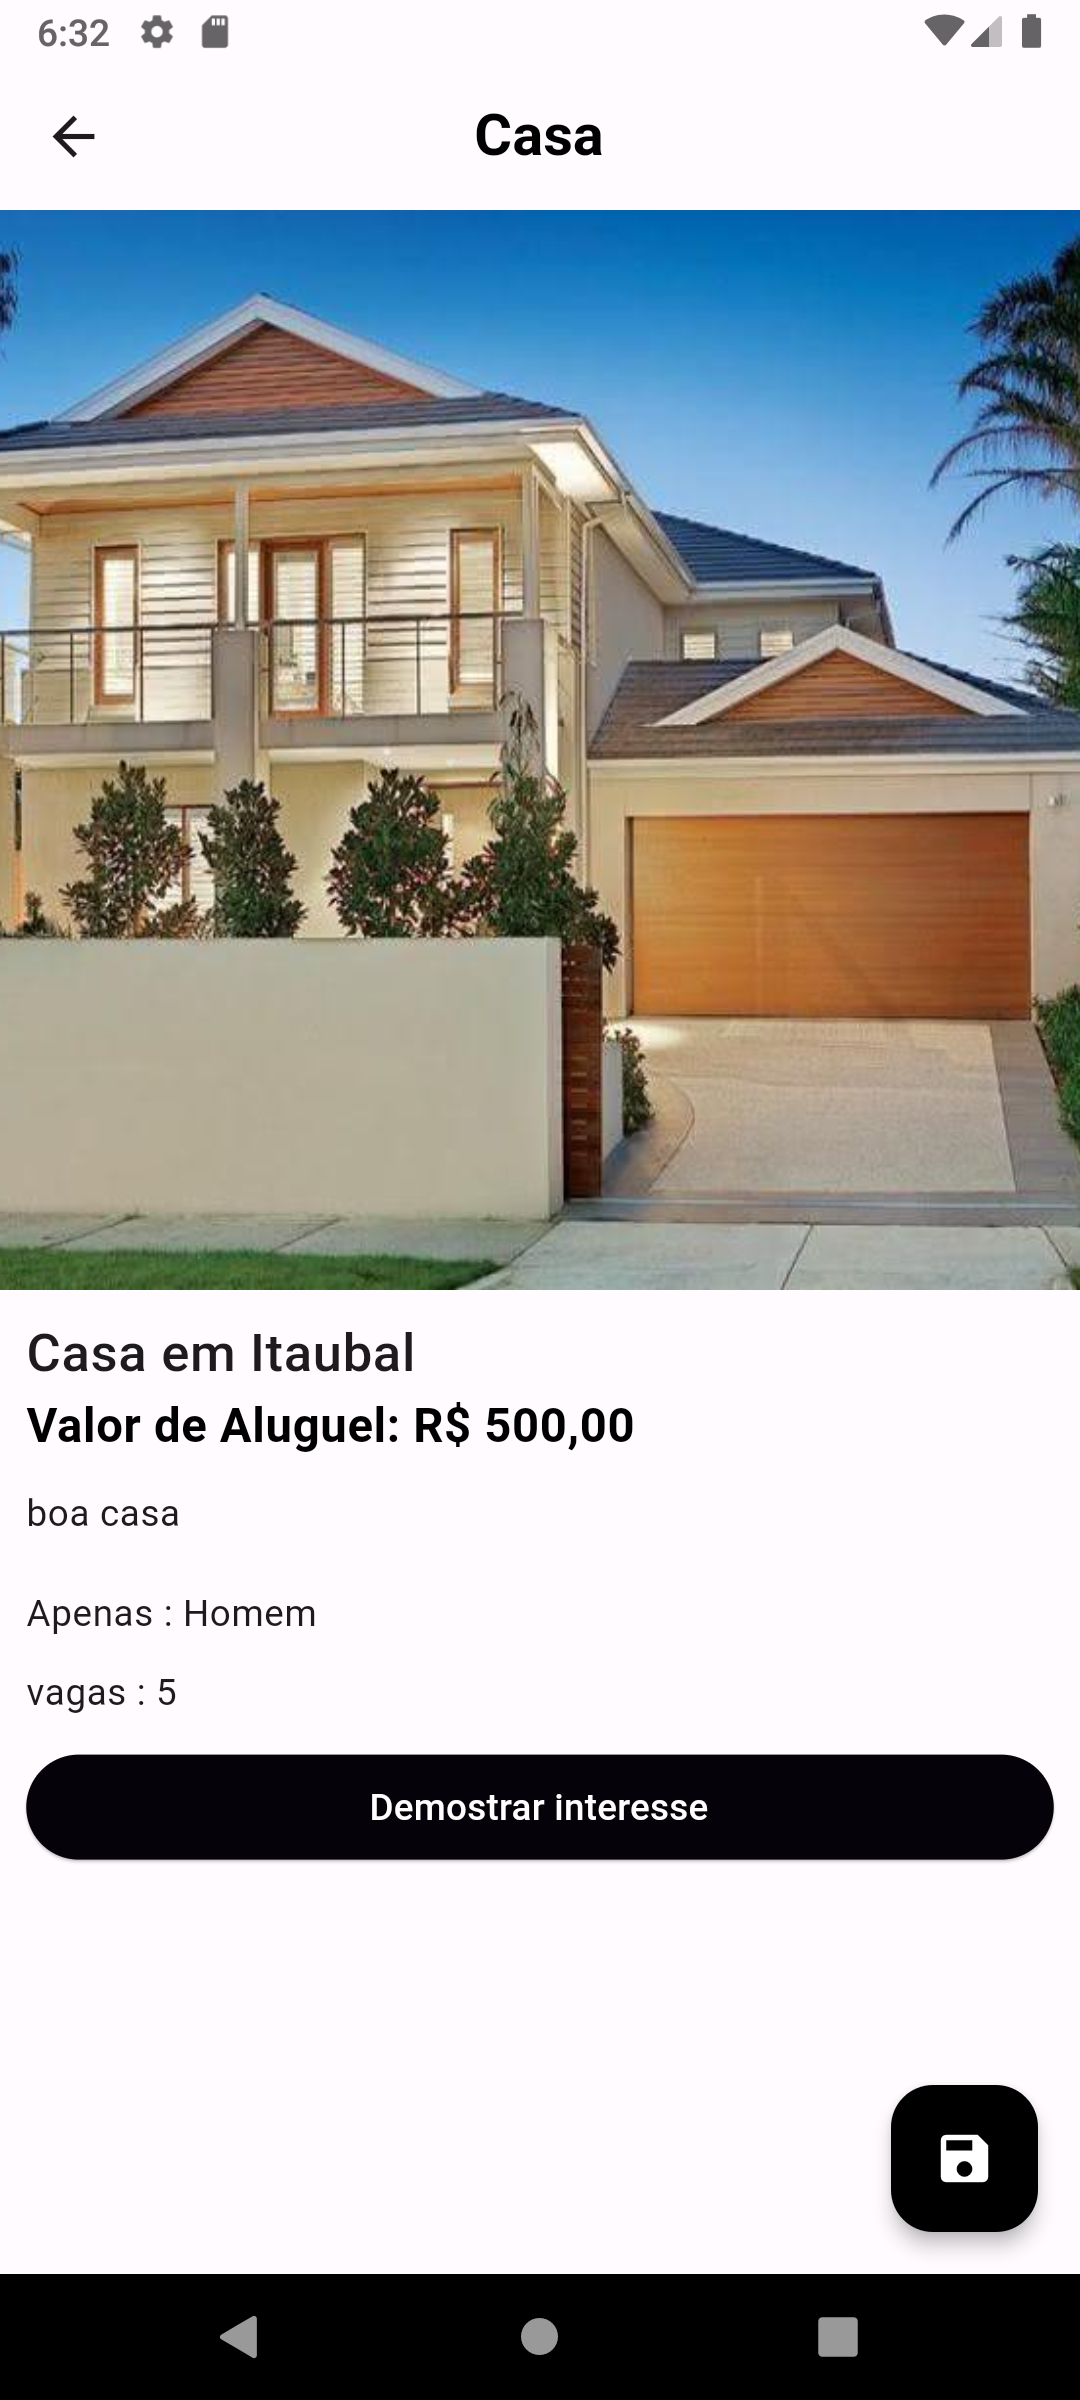 6:32
Casa
Casa em Itaubal
Valor de Aluguel: R$ 500,00
boa casa
Apenas : Homem
vagas : 5
Demostrar interesse